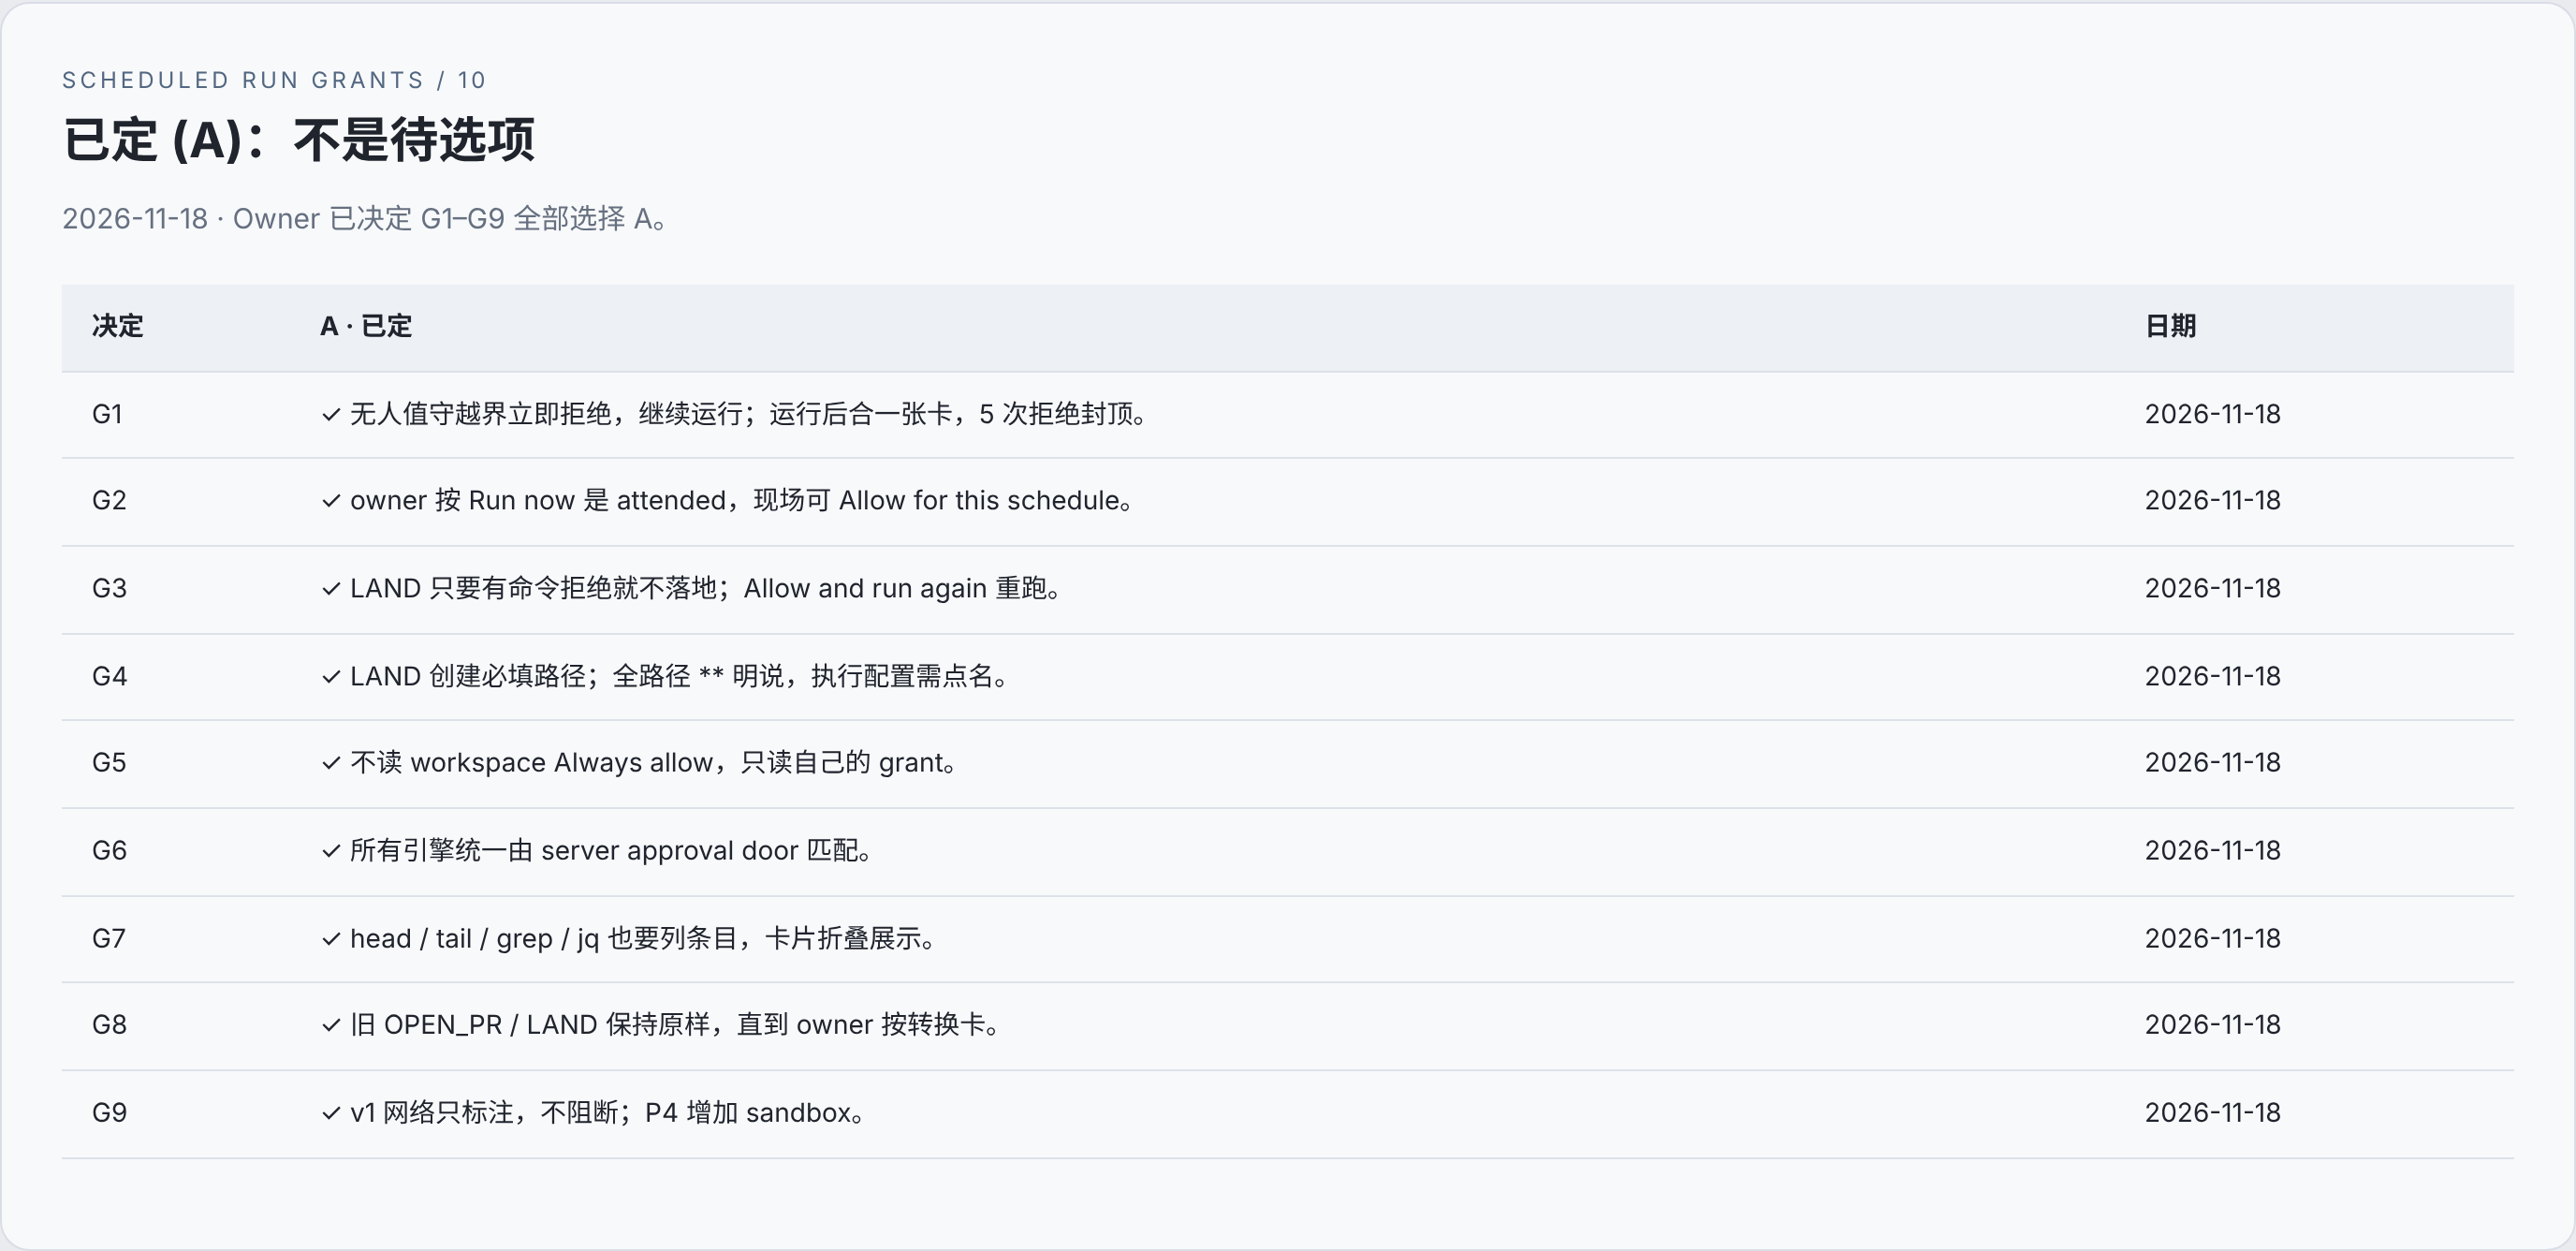 SCHEDULED RUN GRANTS / 10
已定 (A)：不是待选项
2026-11-18 · Owner 已决定 G1–G9 全部选择 A。
决定 A · 已定 日期
G1 ✓ 无人值守越界立即拒绝，继续运行；运行后合一张卡，5 次拒绝封顶。 2026-11-18
G2 ✓ owner 按 Run now 是 attended，现场可 Allow for this schedule。 2026-11-18
G3 ✓ LAND 只要有命令拒绝就不落地；Allow and run again 重跑。 2026-11-18
G4 ✓ LAND 创建必填路径；全路径 ** 明说，执行配置需点名。 2026-11-18
G5 ✓ 不读 workspace Always allow，只读自己的 grant。 2026-11-18
G6 ✓ 所有引擎统一由 server approval door 匹配。 2026-11-18
G7 ✓ head / tail / grep / jq 也要列条目，卡片折叠展示。 2026-11-18
G8 ✓ 旧 OPEN_PR / LAND 保持原样，直到 owner 按转换卡。 2026-11-18
G9 ✓ v1 网络只标注，不阻断；P4 增加 sandbox。 2026-11-18